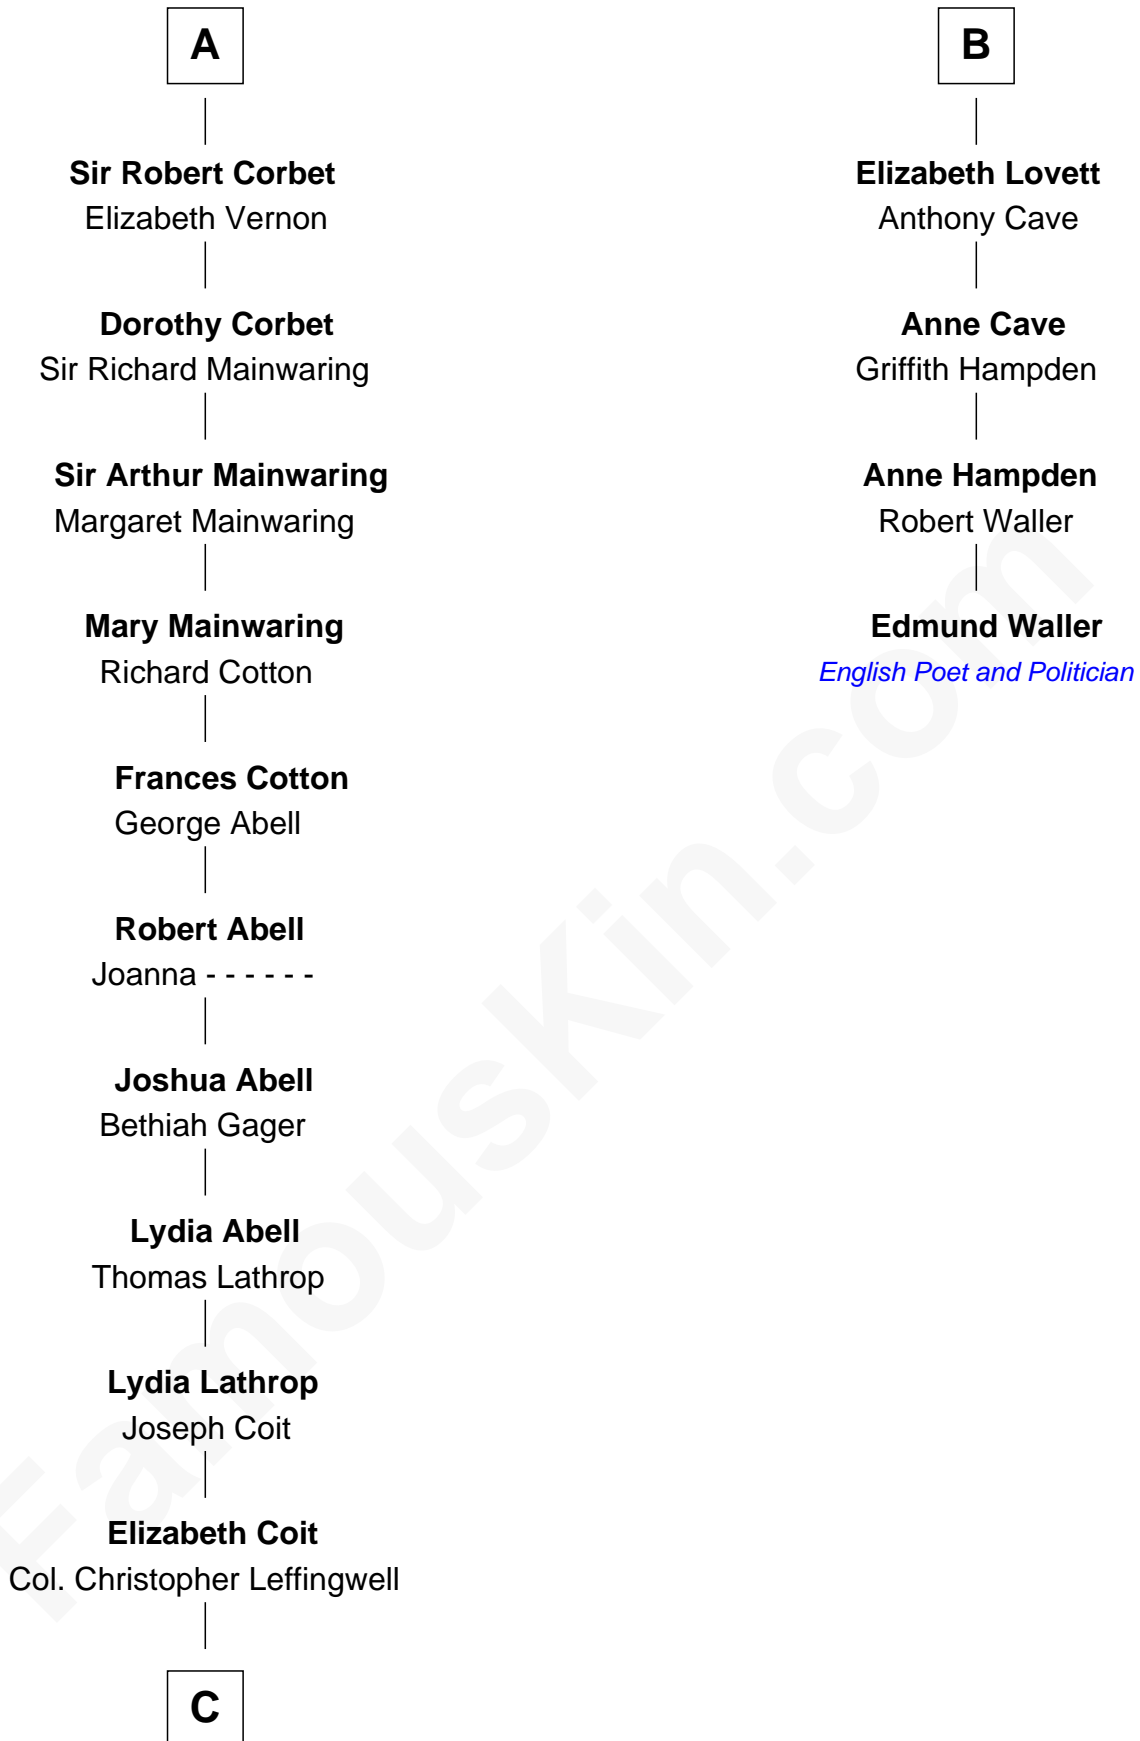 A
Sir Robert Corbet
Elizabeth Vernon
Dorothy Corbet
Sir Richard Mainwaring
Sir Arthur Mainwaring
Margaret Mainwaring
Mary Mainwaring
Richard Cotton
Frances Cotton
George Abell
Robert Abell
Joanna - - - - - -
Joshua Abell
Bethiah Gager
Lydia Abell
Thomas Lathrop
Lydia Lathrop
Joseph Coit
Elizabeth Coit
Col. Christopher Leffingwell
C
B
Elizabeth Lovett
Anthony Cave
Anne Cave
Griffith Hampden
Anne Hampden
Robert Waller
Edmund Waller
English Poet and Politician
FamousKin.com